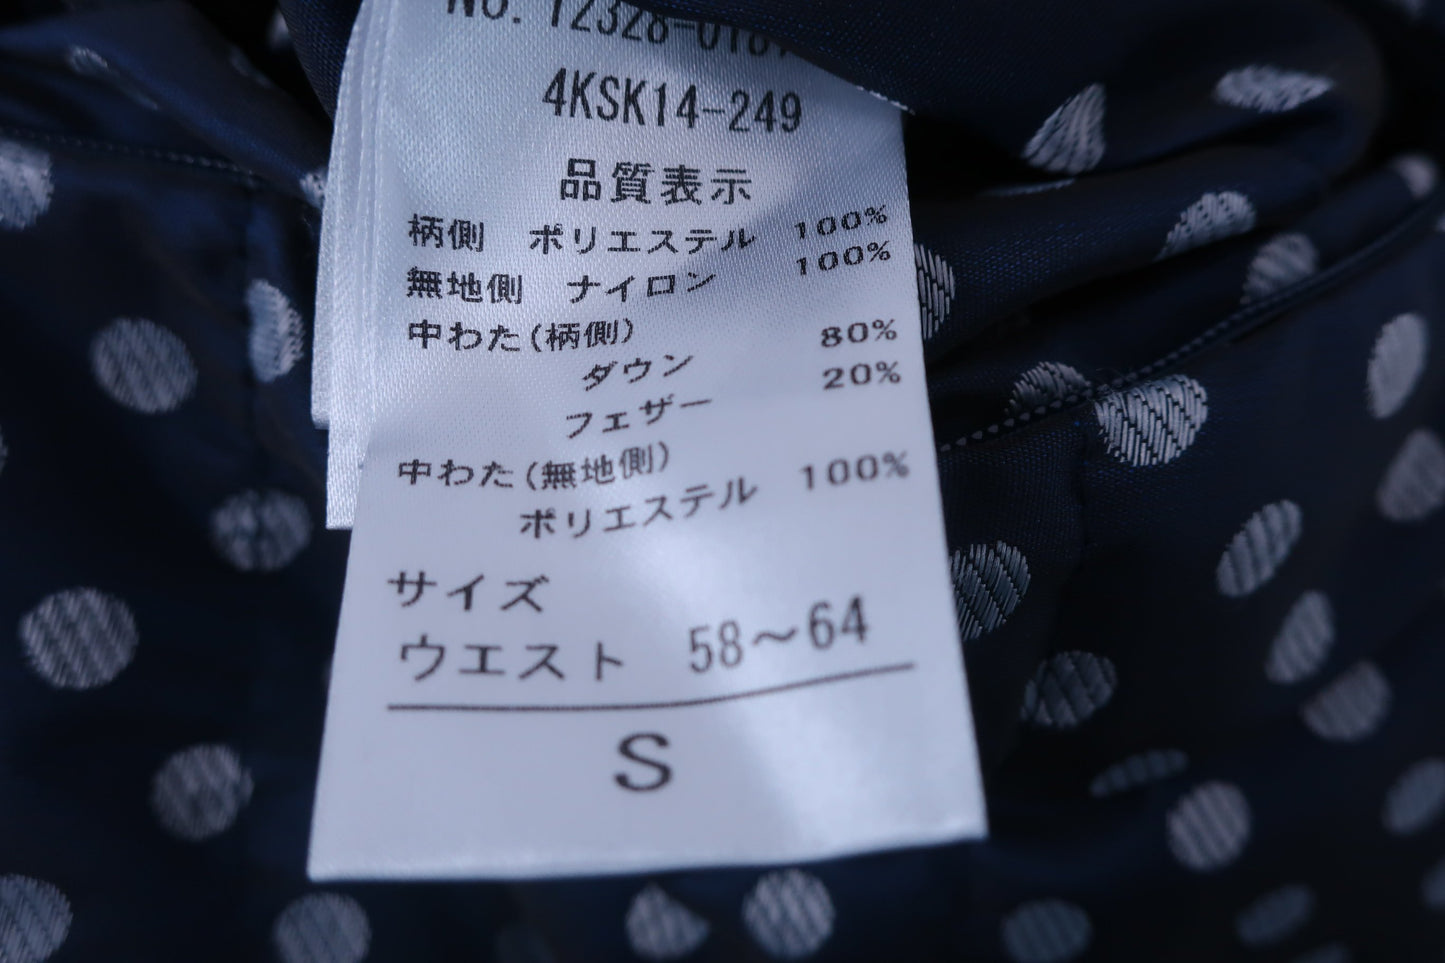 No. 12328-018
4KSK14-249
品質表示
柄側 ポリエステル 100%
無地側 ナイロン 100%
中わた(柄側)
ダウン 80%
フェザー 20%
中わた(無地側)
ポリエステル 100%
サイズ
ウエスト 58～64
S